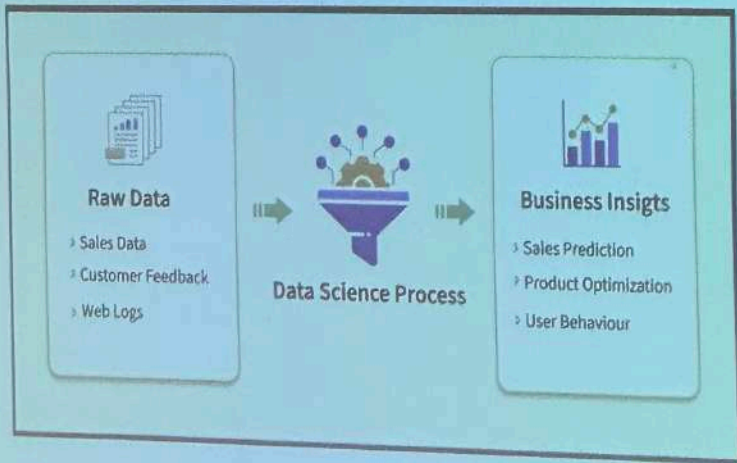 Raw Data
› Sales Data
› Customer Feedback
› Web Logs
Data Science Process
Business Insigts
› Sales Prediction
› Product Optimization
› User Behaviour